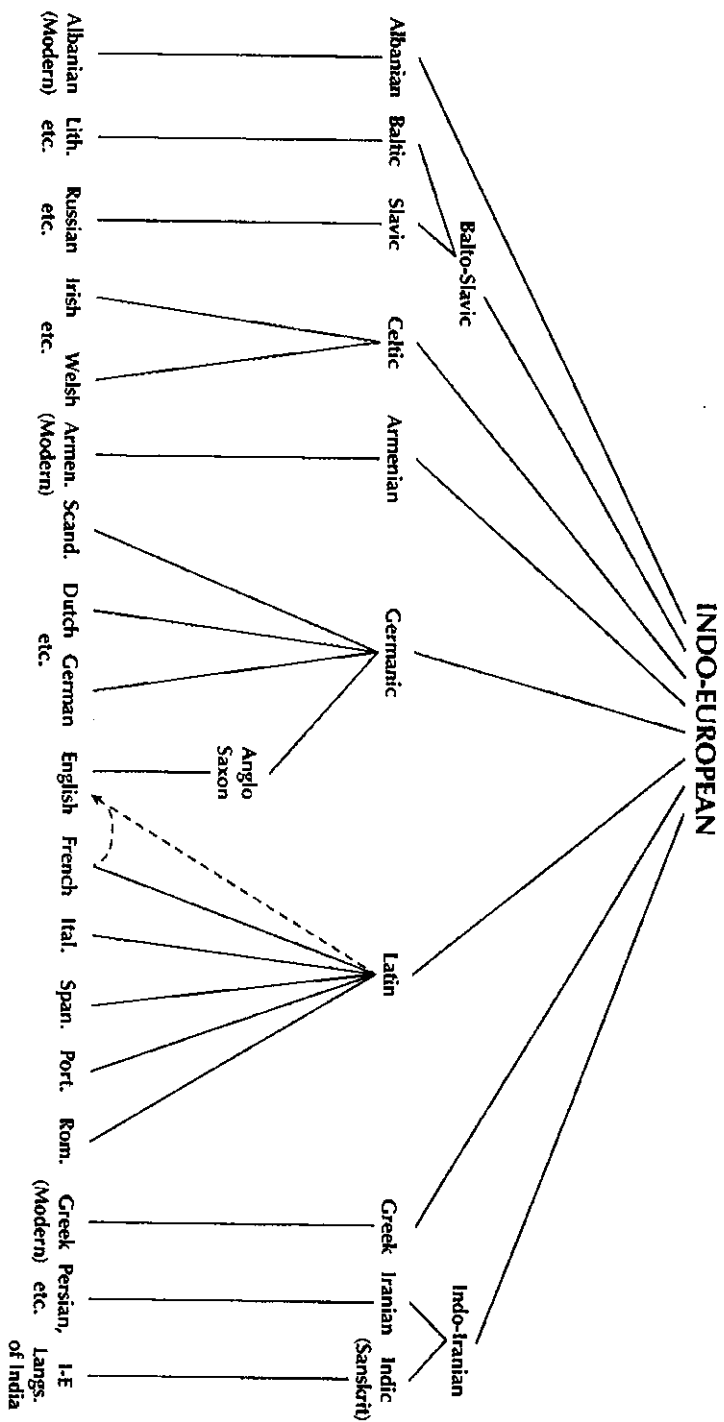 INDO-EUROPEAN
Balto-Slavic
Indo-Iranian
Albanian Baltic Slavic Celtic Armenian Germanic Latin Greek Iranian Indic
(Sanskrit)
Anglo
Saxon
Albanian Lith. Russian Irish Welsh Armen. Scand. Dutch German English French Ital. Span. Port. Rom. Greek Persian, I-E
(Modern) etc. etc. etc. (Modern) etc. (Modern) etc. Langs.
of India